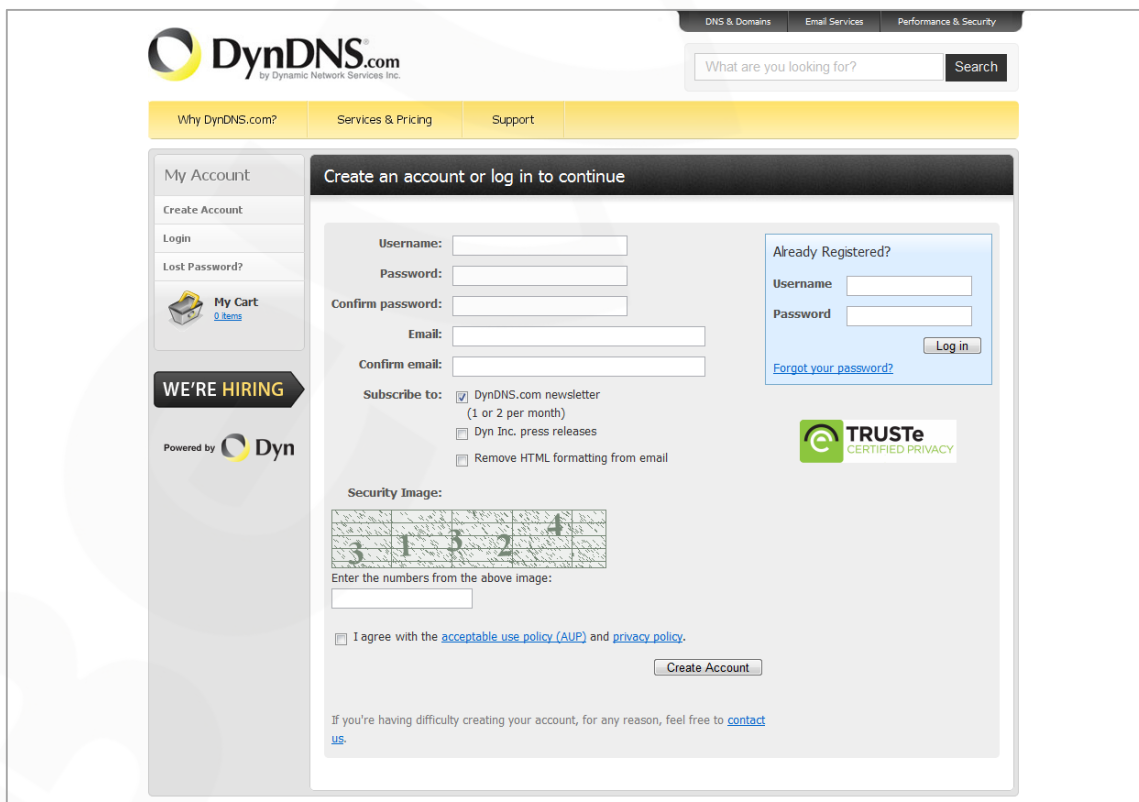 DNS & Domains
Email Services
Performance & Security
DynDNS.com
by Dynamic Network Services Inc.
What are you looking for?
Search
Why DynDNS.com?
Services & Pricing
Support
My Account
Create Account
Login
Lost Password?
My Cart
0 items
WE'RE HIRING
Powered by Dyn
Create an account or log in to continue
Username:
Password:
Confirm password:
Email:
Confirm email:
Subscribe to:
DynDNS.com newsletter
(1 or 2 per month)
Dyn Inc. press releases
Remove HTML formatting from email
Security Image:
3 1 3 2 4
Enter the numbers from the above image:
I agree with the acceptable use policy (AUP) and privacy policy.
Create Account
If you're having difficulty creating your account, for any reason, feel free to contact
us.
Already Registered?
Username
Password
Log in
Forgot your password?
TRUSTe
CERTIFIED PRIVACY